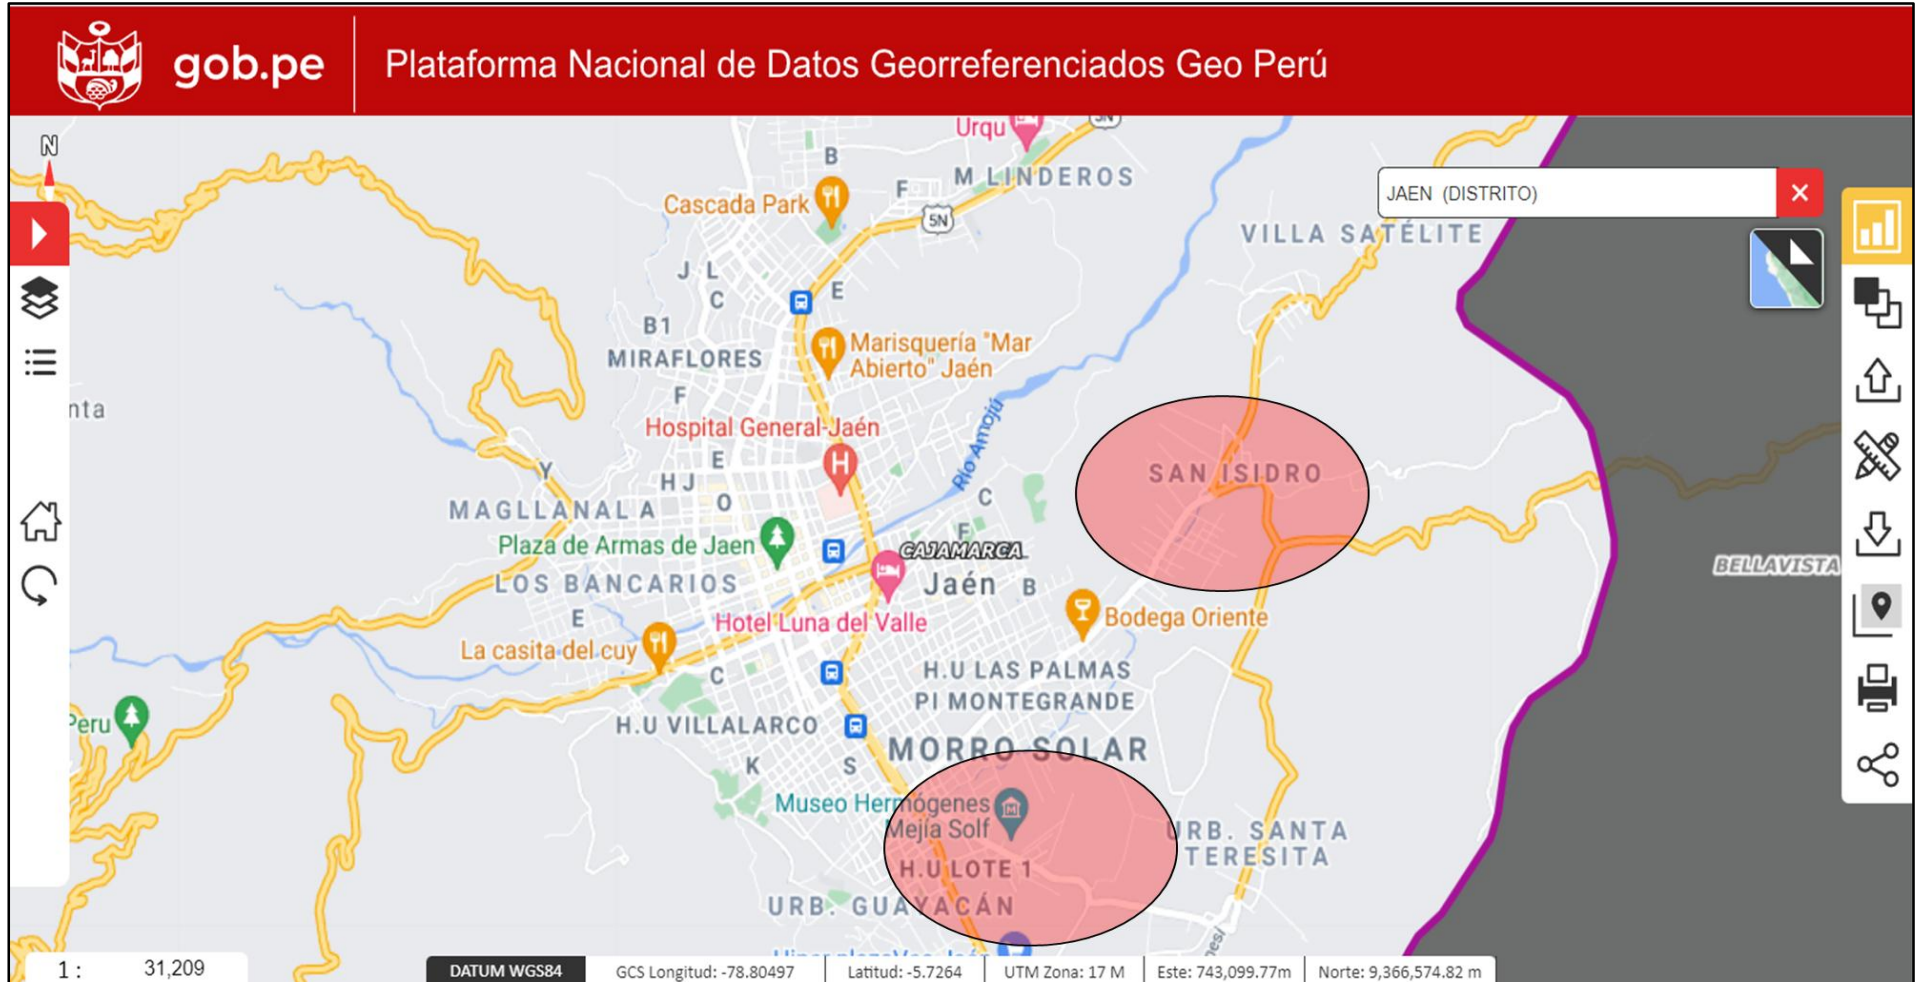 gob.pe
Plataforma Nacional de Datos Georreferenciados Geo Perú
N
Urqu
5N
B
M LINDEROS
F
Cascada Park
5N
JAEN (DISTRITO)
VILLA SATÉLITE
J L
C
E
B1
MIRAFLORES
Marisquería "Mar
Abierto" Jaén
F
nta
Hospital General-Jaén
H
E
Río Amojú
Y
H J
O
SAN ISIDRO
C
MAGLLANAL A
F
Plaza de Armas de Jaen
CAJAMARCA
LOS BANCARIOS
Jaén
B
BELLAVISTA
E
Hotel Luna del Valle
Bodega Oriente
La casita del cuy
C
H.U LAS PALMAS
PI MONTEGRANDE
Peru
H.U VILLALARCO
MORRO SOLAR
K
S
Museo Hermógenes
Mejía Solf
M
URB. SANTA
TERESITA
H.U LOTE 1
URB. GUAYACÁN
1 : 31,209
DATUM WGS84
GCS Longitud: -78.80497
Latitud: -5.7264
UTM Zona: 17 M
Este: 743,099.77m
Norte: 9,366,574.82 m